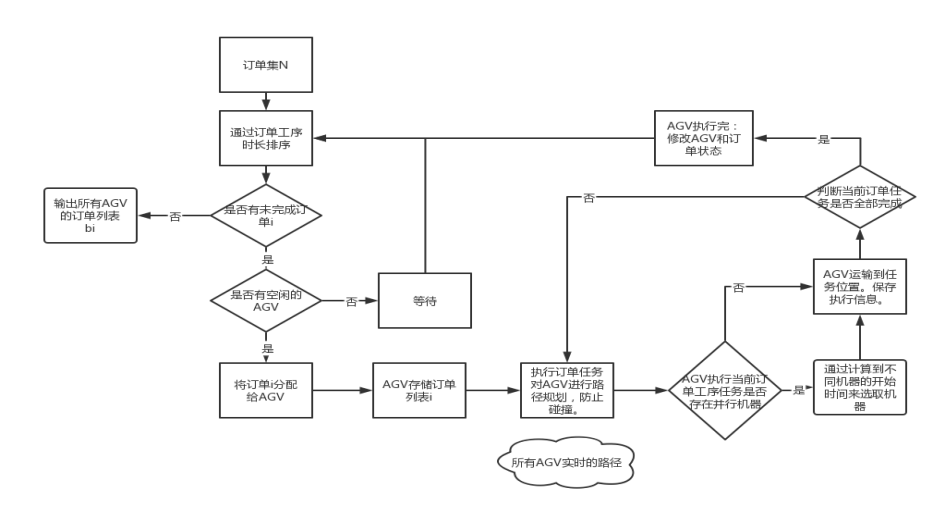 订单集N
通过订单工序
时长排序
是否有未完成订
单i
否
输出所有AGV
的订单列表
bi
是
是否有空闲的
AGV
否
等待
是
将订单i分配
给AGV
AGV存储订单
列表i
执行订单任务
对AGV进行路
径规划，防止
碰撞。
所有AGV实时的路径
AGV执行当前订
单工序任务是否
存在并行机器
是
通过计算到不
同机器的开始
时间来选取机
器
否
AGV运输到任
务位置。保存
执行信息。
判断当前订单任
务是否全部完成
否
是
AGV执行完：
修改AGV和订
单状态